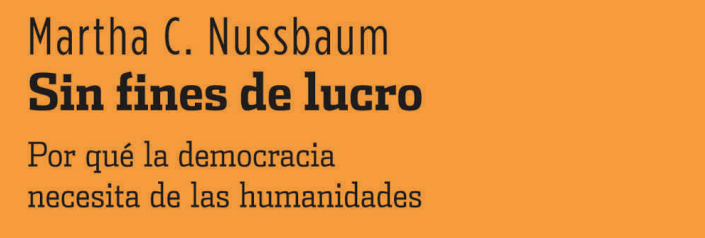 Martha C. Nussbaum
Sin fines de lucro
Por qué la democracia
necesita de las humanidades